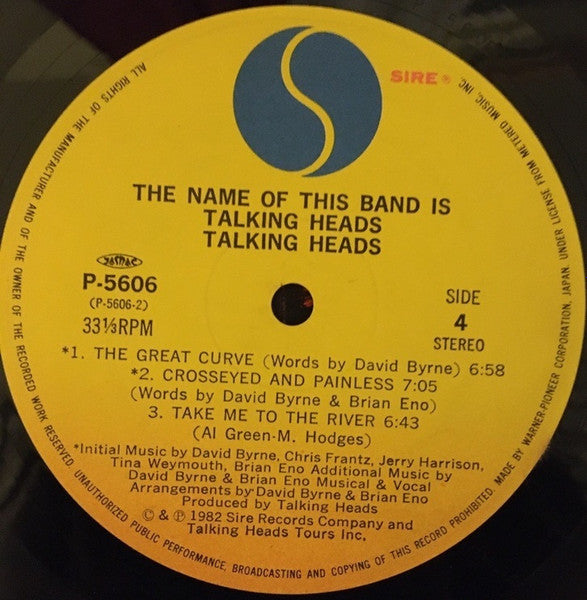 SIRE®
THE NAME OF THIS BAND IS
TALKING HEADS
TALKING HEADS
JASRAC
P-5606
(P-5606-2)
33⅓RPM
SIDE
4
STEREO
*1. THE GREAT CURVE (Words by David Byrne) 6:58
*2. CROSSEYED AND PAINLESS 7:05
(Words by David Byrne & Brian Eno)
3. TAKE ME TO THE RIVER 6:43
(Al Green-M. Hodges)
*Initial Music by David Byrne, Chris Frantz, Jerry Harrison,
Tina Weymouth, Brian Eno Additional Music by
David Byrne & Brian Eno Musical & Vocal
Arrangements by David Byrne & Brian Eno
Produced by Talking Heads
© & ℗ 1982 Sire Records Company and
Talking Heads Tours Inc,
ALL RIGHTS OF THE MANUFACTURER AND OF THE OWNER OF THE RECORDED WORK RESERVED. UNAUTHORIZED PUBLIC PERFORMANCE, BROADCASTING AND COPYING OF THIS RECORD PROHIBITED. MADE BY WARNER-PIONEER CORPORATION, JAPAN. UNDER LICENSE FROM METERED MUSIC, INC.